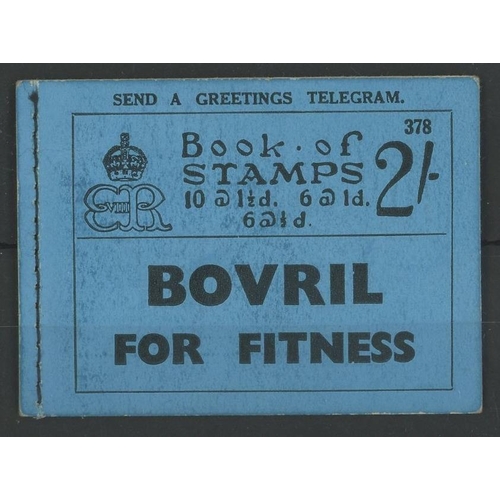 SEND A GREETINGS TELEGRAM.
378
Book · of
STAMPS
2/-
10 @ 1½d. 6 @ 1d.
6 @ ½d.
EVIIIR
BOVRIL
FOR FITNESS